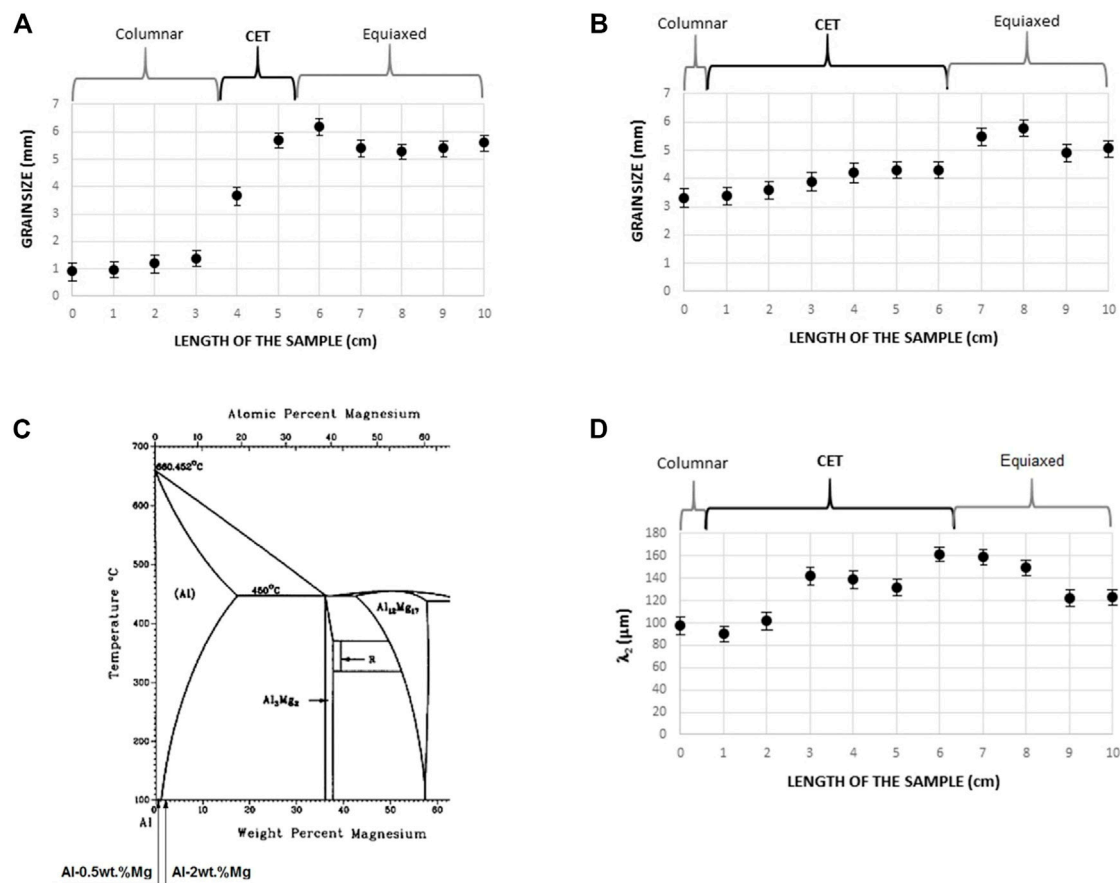 A
Columnar
CET
Equiaxed
GRAIN SIZE (mm)
7
6
5
4
3
2
1
0
0 1 2 3 4 5 6 7 8 9 10
LENGTH OF THE SAMPLE (cm)
B
Columnar
CET
Equiaxed
GRAIN SIZE (mm)
7
6
5
4
3
2
1
0
0 1 2 3 4 5 6 7 8 9 10
LENGTH OF THE SAMPLE (cm)
C
Atomic Percent Magnesium
0 10 20 30 40 50 60
Temperature °C
700
600
500
400
300
200
100
660.452°C
(Al)
450°C
Al₁₂Mg₁₇
R
Al₃Mg₂
0 10 20 30 40 50 60
Al
Weight Percent Magnesium
Al-0.5wt.%Mg Al-2wt.%Mg
D
Columnar
CET
Equiaxed
λ₂ (μm)
180
160
140
120
100
80
60
40
20
0
0 1 2 3 4 5 6 7 8 9 10
LENGTH OF THE SAMPLE (cm)